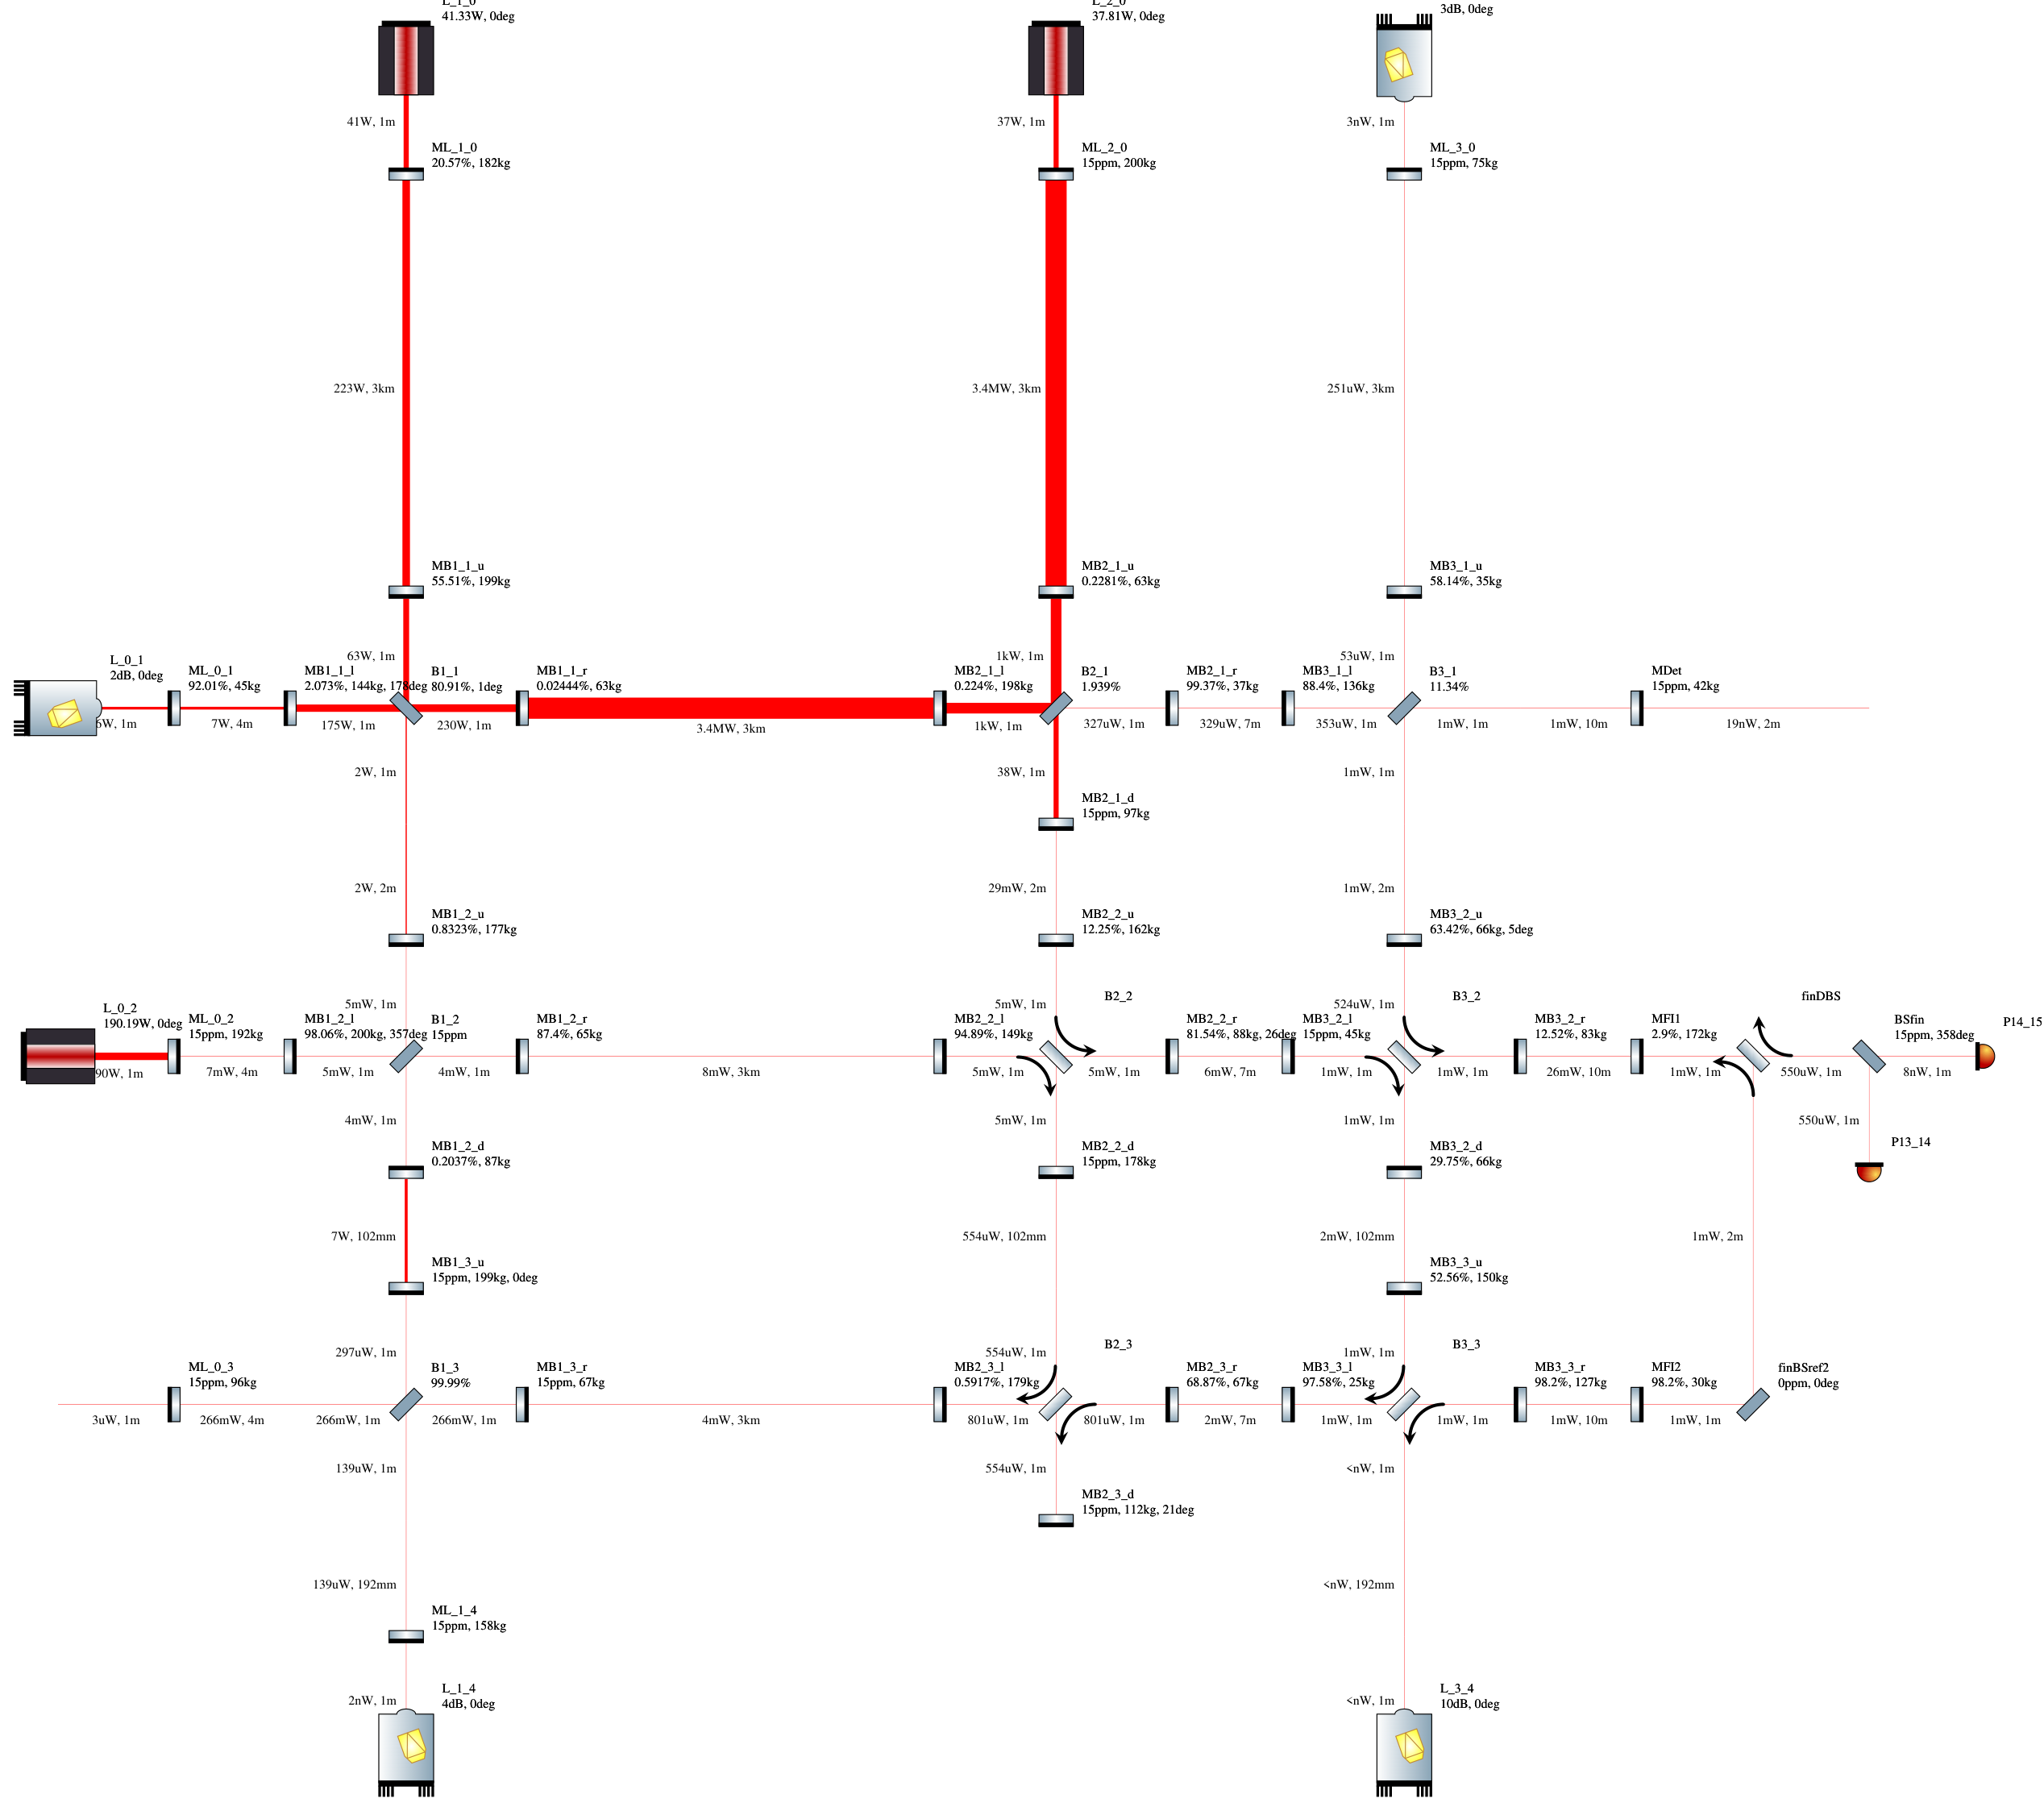 L_1_0
41.33W, 0deg
L_2_0
37.81W, 0deg
3dB, 0deg
41W, 1m
37W, 1m
3nW, 1m
ML_1_0
20.57%, 182kg
ML_2_0
15ppm, 200kg
ML_3_0
15ppm, 75kg
223W, 3km
3.4MW, 3km
251uW, 3km
MB1_1_u
55.51%, 199kg
MB2_1_u
0.2281%, 63kg
MB3_1_u
58.14%, 35kg
63W, 1m
1kW, 1m
53uW, 1m
L_0_1
2dB, 0deg
ML_0_1
92.01%, 45kg
MB1_1_l
2.073%, 144kg, 178deg
B1_1
80.91%, 1deg
MB1_1_r
0.02444%, 63kg
MB2_1_l
0.224%, 198kg
B2_1
1.939%
MB2_1_r
99.37%, 37kg
MB3_1_l
88.4%, 136kg
B3_1
11.34%
MDet
15ppm, 42kg
6W, 1m
7W, 4m
175W, 1m
230W, 1m
3.4MW, 3km
1kW, 1m
327uW, 1m
329uW, 7m
353uW, 1m
1mW, 1m
1mW, 10m
19nW, 2m
2W, 1m
38W, 1m
1mW, 1m
MB2_1_d
15ppm, 97kg
2W, 2m
29mW, 2m
1mW, 2m
MB1_2_u
0.8323%, 177kg
MB2_2_u
12.25%, 162kg
MB3_2_u
63.42%, 66kg, 5deg
5mW, 1m
5mW, 1m
524uW, 1m
L_0_2
190.19W, 0deg
ML_0_2
15ppm, 192kg
MB1_2_l
98.06%, 200kg, 357deg
B1_2
15ppm
MB1_2_r
87.4%, 65kg
MB2_2_l
94.89%, 149kg
B2_2
MB2_2_r
81.54%, 88kg, 26deg
MB3_2_l
15ppm, 45kg
B3_2
MB3_2_r
12.52%, 83kg
MFI1
2.9%, 172kg
finDBS
BSfin
15ppm, 358deg
P14_15
90W, 1m
7mW, 4m
5mW, 1m
4mW, 1m
8mW, 3km
5mW, 1m
5mW, 1m
6mW, 7m
1mW, 1m
1mW, 1m
26mW, 10m
1mW, 1m
550uW, 1m
8nW, 1m
4mW, 1m
5mW, 1m
1mW, 1m
550uW, 1m
P13_14
MB1_2_d
0.2037%, 87kg
MB2_2_d
15ppm, 178kg
MB3_2_d
29.75%, 66kg
7W, 102mm
554uW, 102mm
2mW, 102mm
1mW, 2m
MB1_3_u
15ppm, 199kg, 0deg
MB3_3_u
52.56%, 150kg
297uW, 1m
554uW, 1m
1mW, 1m
ML_0_3
15ppm, 96kg
B1_3
99.99%
MB1_3_r
15ppm, 67kg
MB2_3_l
0.5917%, 179kg
B2_3
MB2_3_r
68.87%, 67kg
MB3_3_l
97.58%, 25kg
B3_3
MB3_3_r
98.2%, 127kg
MFI2
98.2%, 30kg
finBSref2
0ppm, 0deg
3uW, 1m
266mW, 4m
266mW, 1m
266mW, 1m
4mW, 3km
801uW, 1m
801uW, 1m
2mW, 7m
1mW, 1m
1mW, 1m
1mW, 10m
1mW, 1m
139uW, 1m
554uW, 1m
<nW, 1m
MB2_3_d
15ppm, 112kg, 21deg
139uW, 192mm
<nW, 192mm
ML_1_4
15ppm, 158kg
2nW, 1m
L_1_4
4dB, 0deg
<nW, 1m
L_3_4
10dB, 0deg